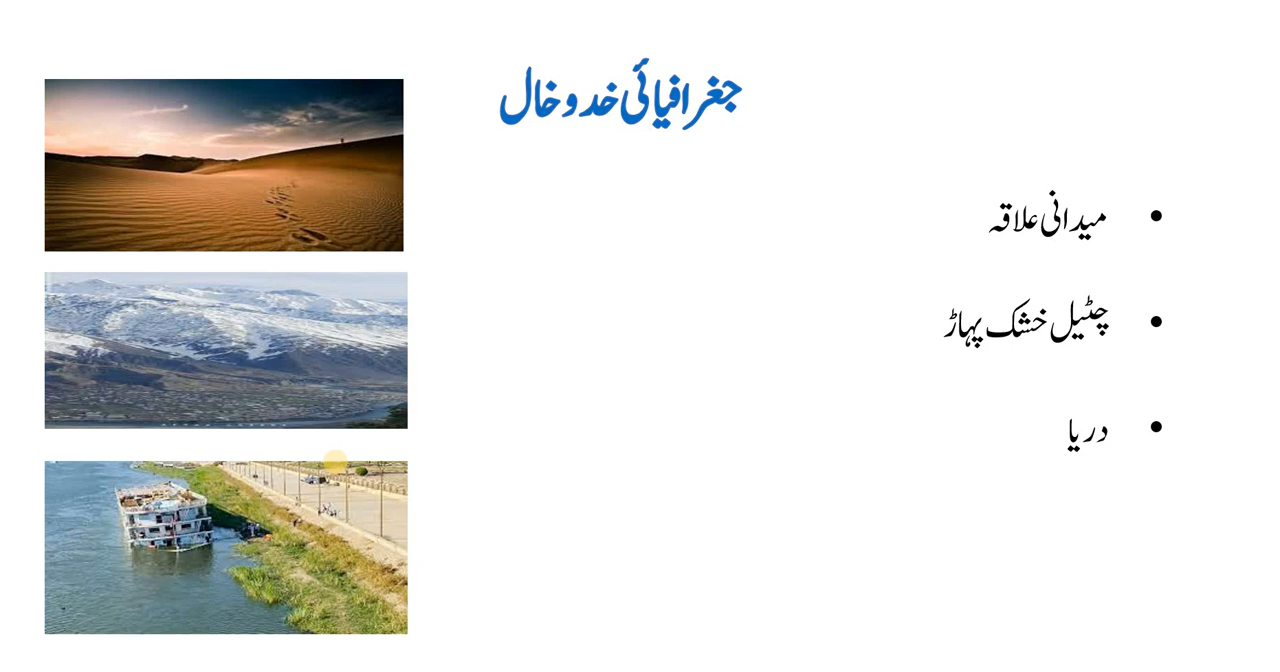 جغرافیائی خدوخال
• میدانی علاقہ
• چٹیل خشک پہاڑ
• دریا